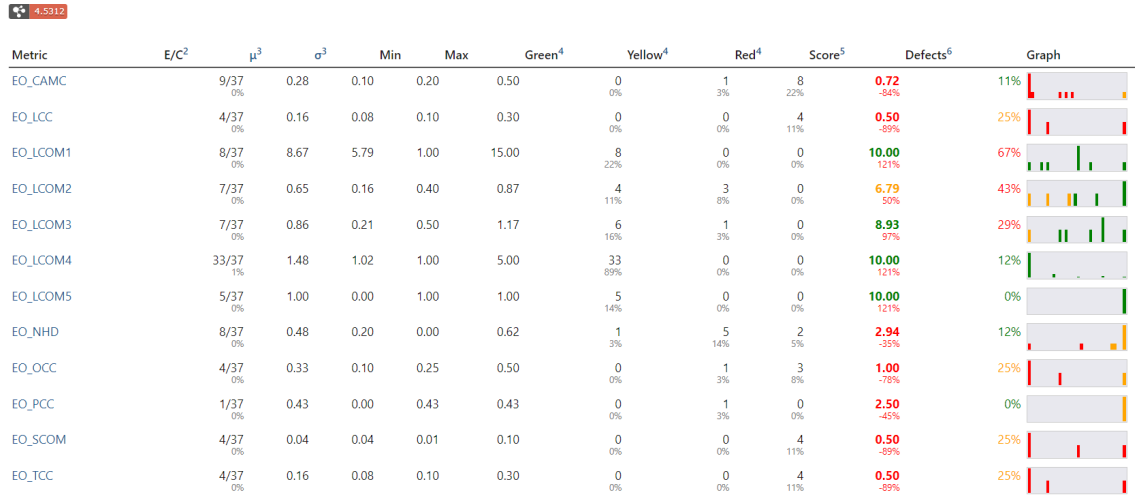 4.5312
Metric E/C2 μ3 σ3 Min Max Green4 Yellow4 Red4 Score5 Defects6 Graph
EO_CAMC 9/37 0.28 0.10 0.20 0.50 0 1 8 0.72 11%
0% 0% 3% 22% -84%
EO_LCC 4/37 0.16 0.08 0.10 0.30 0 0 4 0.50 25%
0% 0% 0% 11% -89%
EO_LCOM1 8/37 8.67 5.79 1.00 15.00 8 0 0 10.00 67%
0% 22% 0% 0% 121%
EO_LCOM2 7/37 0.65 0.16 0.40 0.87 4 3 0 6.79 43%
0% 11% 8% 0% 50%
EO_LCOM3 7/37 0.86 0.21 0.50 1.17 6 1 0 8.93 29%
0% 16% 3% 0% 97%
EO_LCOM4 33/37 1.48 1.02 1.00 5.00 33 0 0 10.00 12%
1% 89% 0% 0% 121%
EO_LCOM5 5/37 1.00 0.00 1.00 1.00 5 0 0 10.00 0%
0% 14% 0% 0% 121%
EO_NHD 8/37 0.48 0.20 0.00 0.62 1 5 2 2.94 12%
0% 3% 14% 5% -35%
EO_OCC 4/37 0.33 0.10 0.25 0.50 0 1 3 1.00 25%
0% 0% 3% 8% -78%
EO_PCC 1/37 0.43 0.00 0.43 0.43 0 1 0 2.50 0%
0% 0% 3% 0% -45%
EO_SCOM 4/37 0.04 0.04 0.01 0.10 0 0 4 0.50 25%
0% 0% 0% 11% -89%
EO_TCC 4/37 0.16 0.08 0.10 0.30 0 0 4 0.50 25%
0% 0% 0% 11% -89%